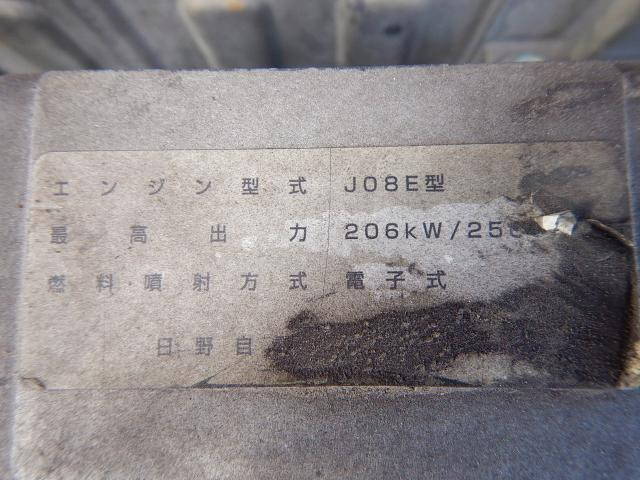 エンジン型式 J08E型
最高出力 206kW/25
燃料噴射方式 電子式
日野自